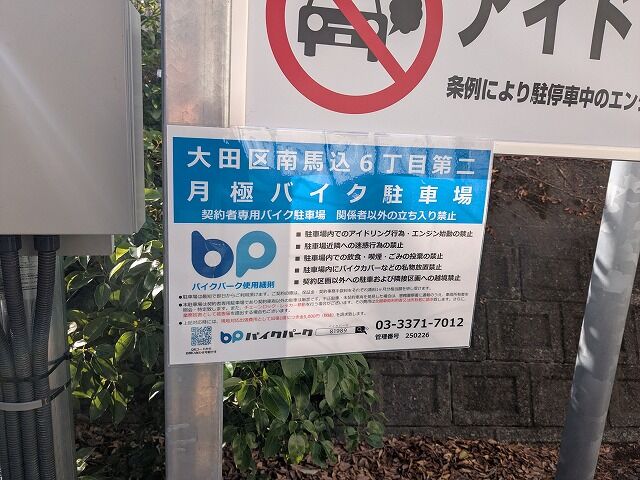 アイド
条例により駐停車中のエン
大田区南馬込6丁目第二
月極バイク駐車場
契約者専用バイク駐車場 関係者以外の立ち入り禁止
bp
バイクパーク使用細則
■ 駐車場内でのアイドリング行為・エンジン始動の禁止
■ 駐車場近隣への迷惑行為の禁止
■ 駐車場内での飲食・喫煙・ごみの投棄の禁止
■ 駐車場内にバイクカバーなどの私物放置禁止
■ 契約区画以外への駐車および隣接区画への越境禁止
bp バイクパーク 81989
03-3371-7012
管理番号 250226